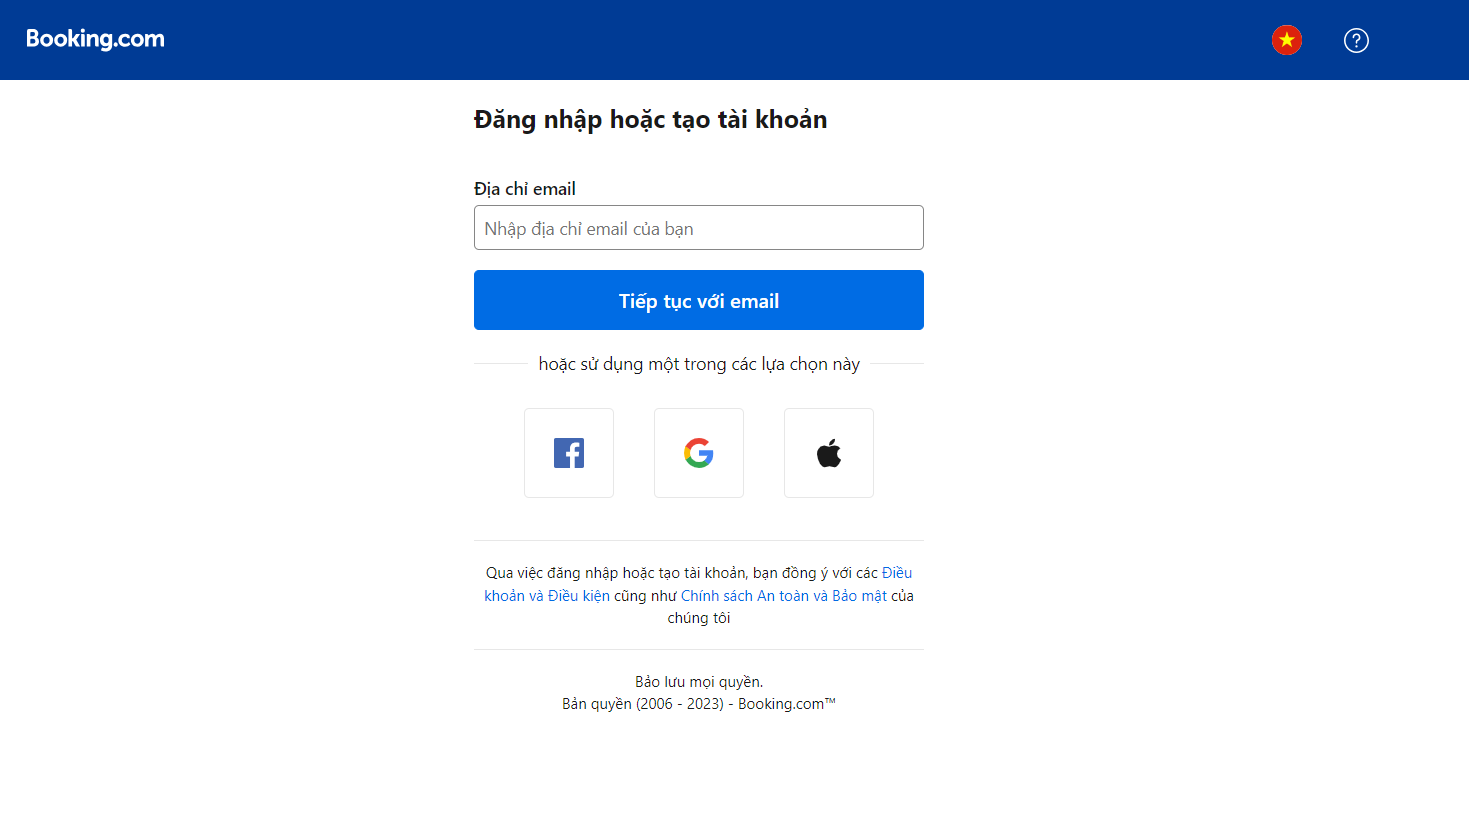 Booking.com
Đăng nhập hoặc tạo tài khoản
Địa chỉ email
Nhập địa chỉ email của bạn
Tiếp tục với email
hoặc sử dụng một trong các lựa chọn này
Qua việc đăng nhập hoặc tạo tài khoản, bạn đồng ý với các Điều
khoản và Điều kiện cũng như Chính sách An toàn và Bảo mật của
chúng tôi
Bảo lưu mọi quyền.
Bản quyền (2006 - 2023) - Booking.com™